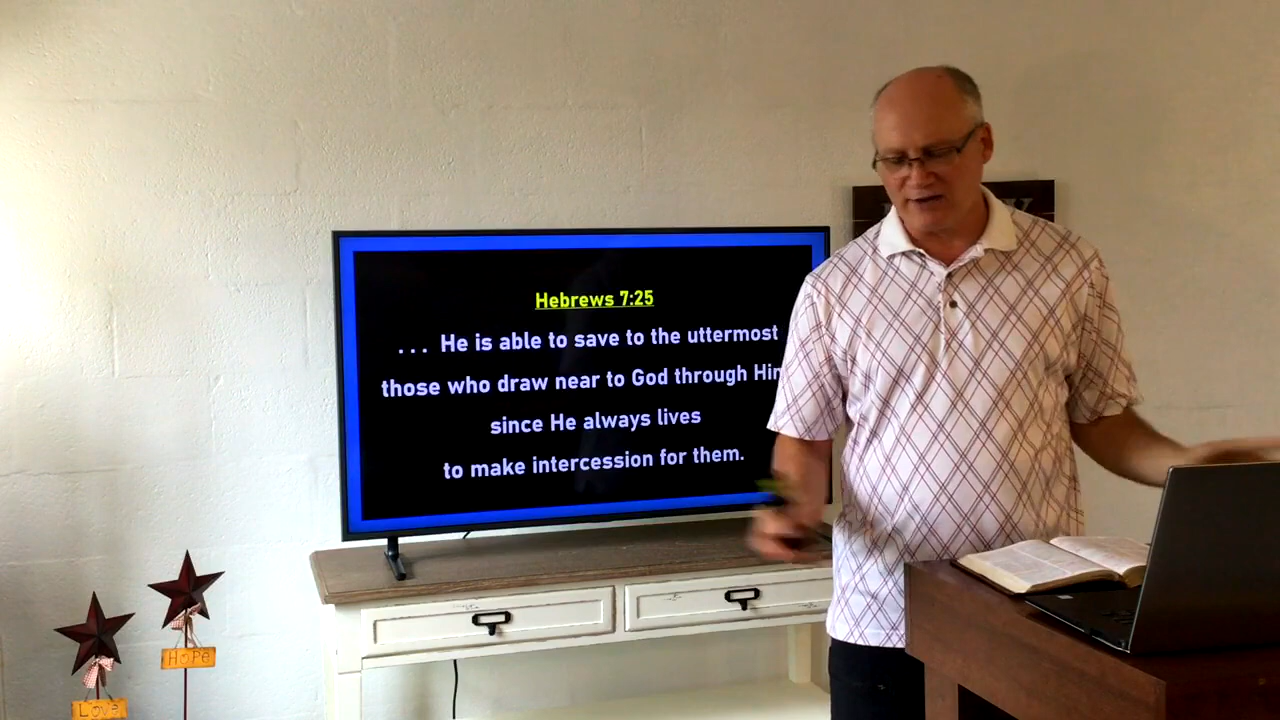 Hebrews 7:25
... He is able to save to the uttermost
those who draw near to God through
since He always lives
to make intercession for them.
HOPE
Love